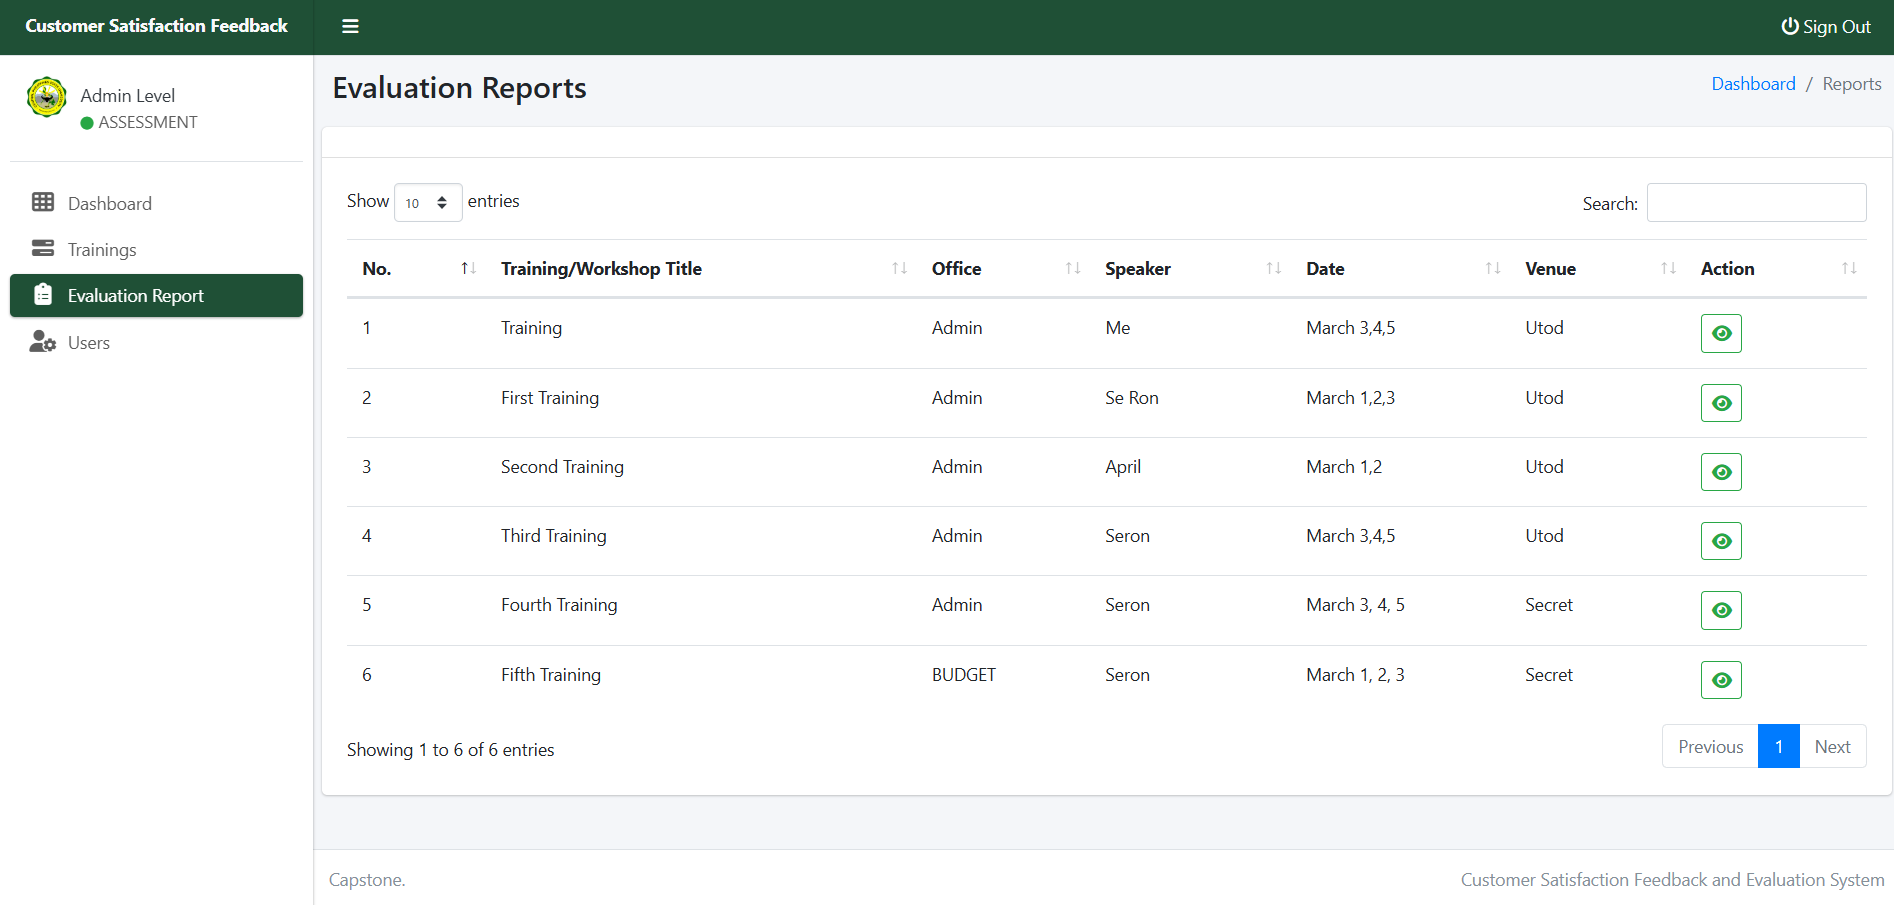 Customer Satisfaction Feedback
Sign Out
Admin Level
ASSESSMENT
Dashboard
Trainings
Evaluation Report
Users
Evaluation Reports
Dashboard / Reports
Show 10 entries
Search:
No. Training/Workshop Title Office Speaker Date Venue Action
1 Training Admin Me March 3,4,5 Utod
2 First Training Admin Se Ron March 1,2,3 Utod
3 Second Training Admin April March 1,2 Utod
4 Third Training Admin Seron March 3,4,5 Utod
5 Fourth Training Admin Seron March 3, 4, 5 Secret
6 Fifth Training BUDGET Seron March 1, 2, 3 Secret
Showing 1 to 6 of 6 entries
Previous 1 Next
Capstone.
Customer Satisfaction Feedback and Evaluation System